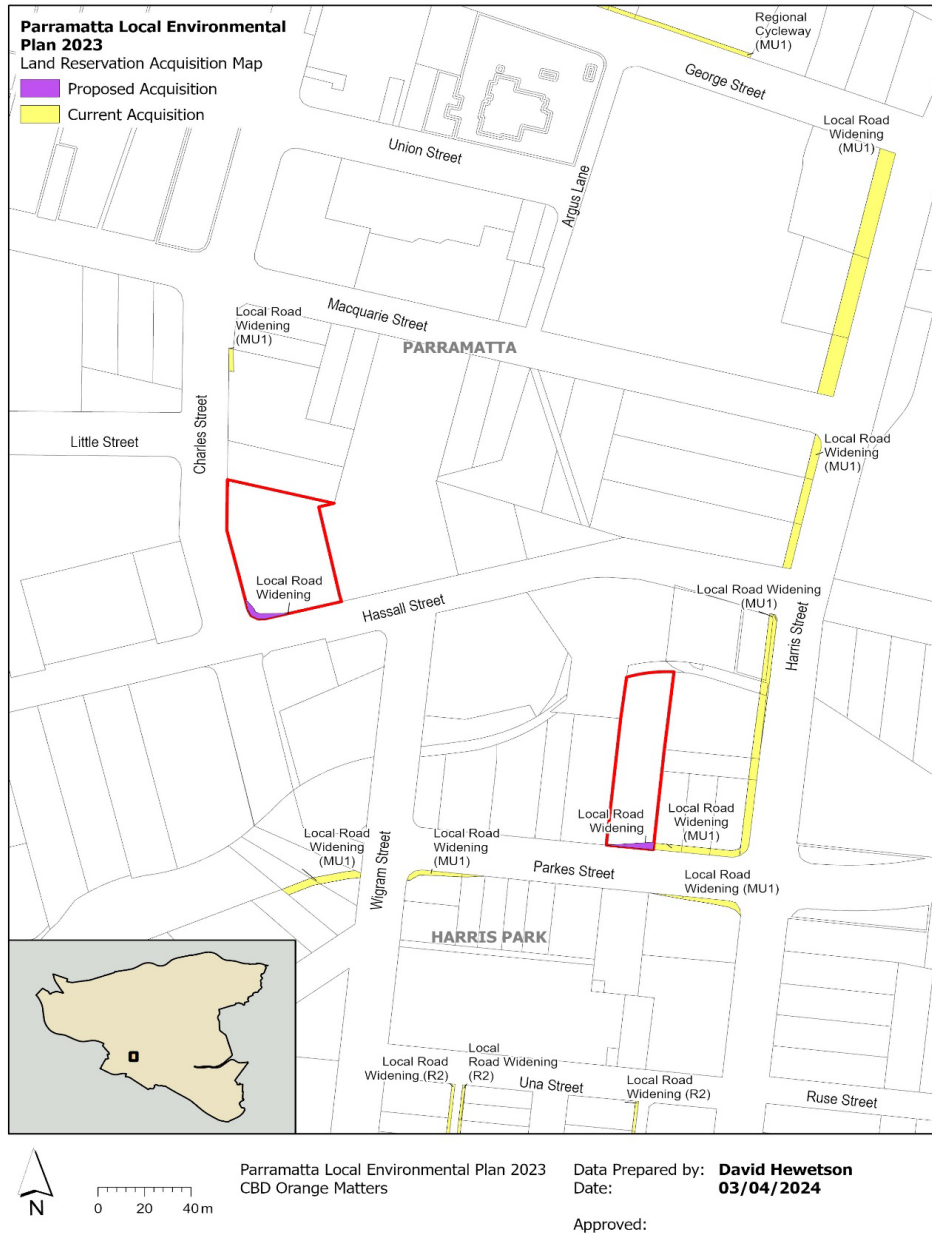 Parramatta Local Environmental
Plan 2023
Land Reservation Acquisition Map
Proposed Acquisition
Current Acquisition
Regional
Cycleway
(MU1)
George Street
Local Road
Widening
(MU1)
Union Street
Argus Lane
Local Road
Widening
(MU1)
Macquarie Street
PARRAMATTA
Little Street
Charles Street
Local Road
Widening
(MU1)
Local Road
Widening
Hassall Street
Local Road Widening
(MU1)
Harris Street
Local Road
Widening
Local Road
Widening
(MU1)
Local Road
Widening
(MU1)
Wigram Street
Local Road
Widening
(MU1)
Parkes Street
Local Road
Widening (MU1)
HARRIS PARK
Local Road
Widening (R2)
Local
Road Widening
(R2)
Una Street
Local Road
Widening (R2)
Ruse Street
N
0 20 40 m
Parramatta Local Environmental Plan 2023
CBD Orange Matters
Data Prepared by: David Hewetson
Date: 03/04/2024
Approved: